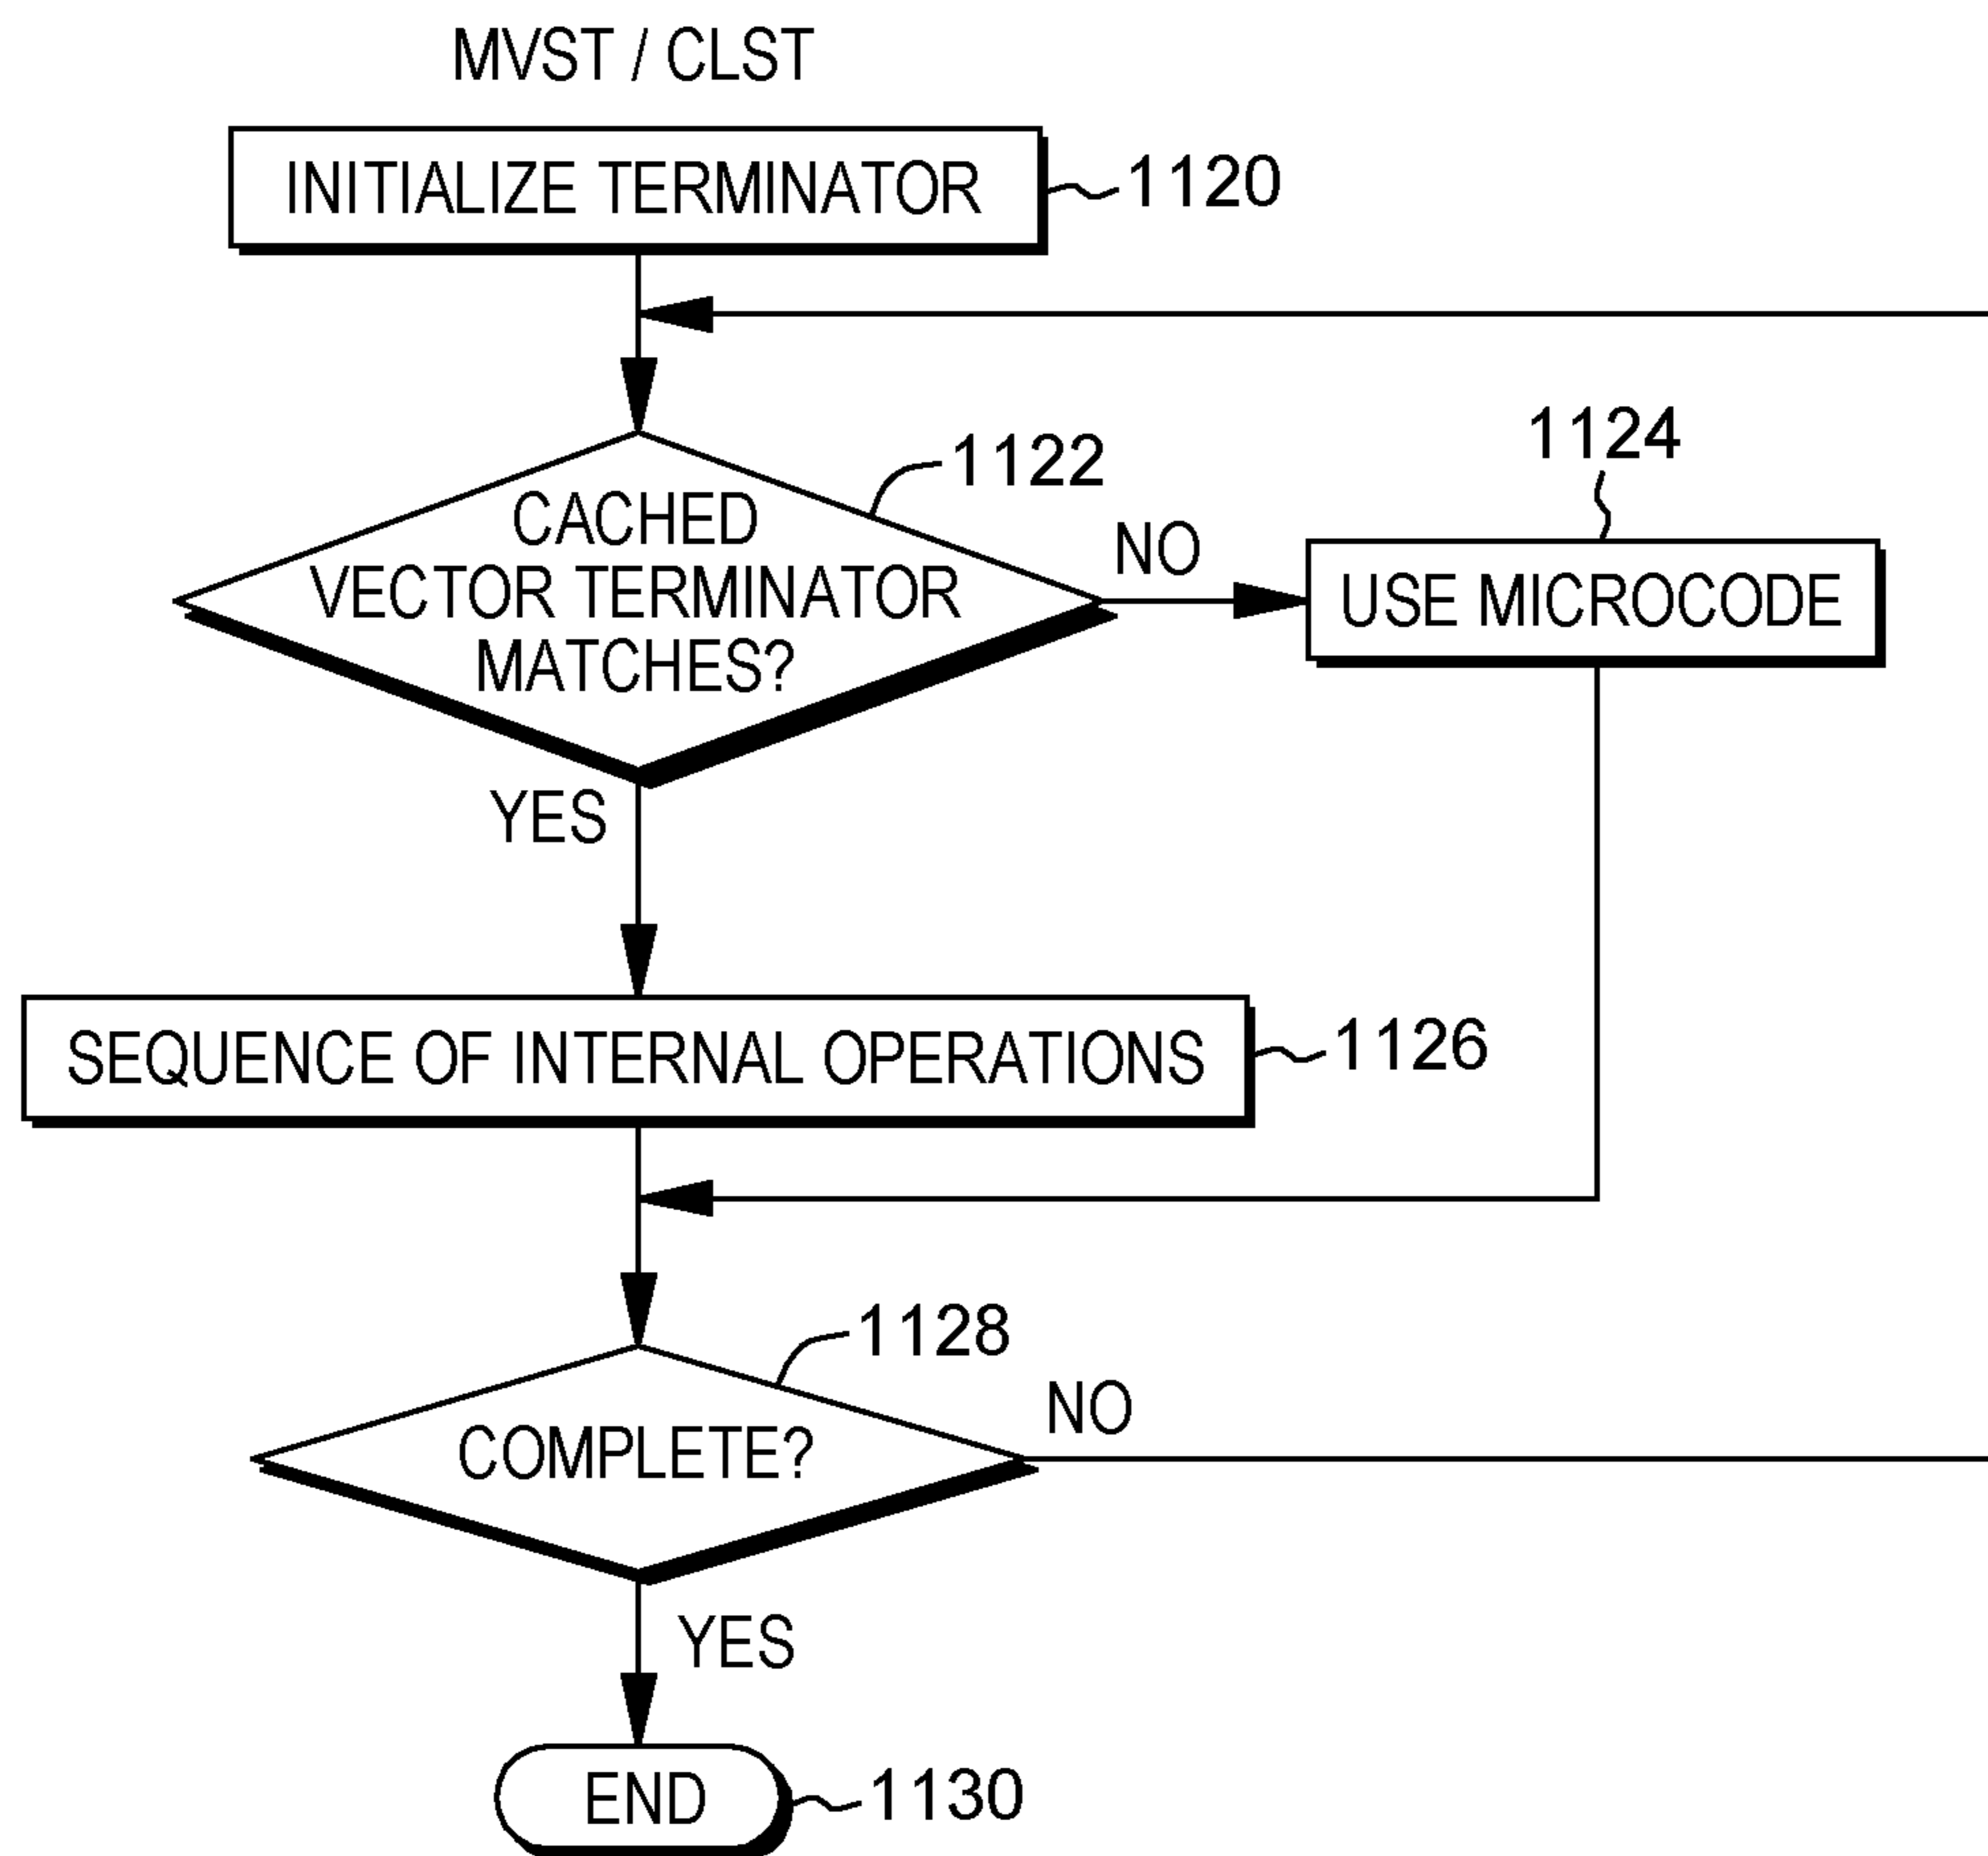 MVST / CLST
INITIALIZE TERMINATOR
1120
CACHED
VECTOR TERMINATOR
MATCHES?
1122
NO
1124
USE MICROCODE
YES
SEQUENCE OF INTERNAL OPERATIONS
1126
1128
COMPLETE?
NO
YES
END
1130